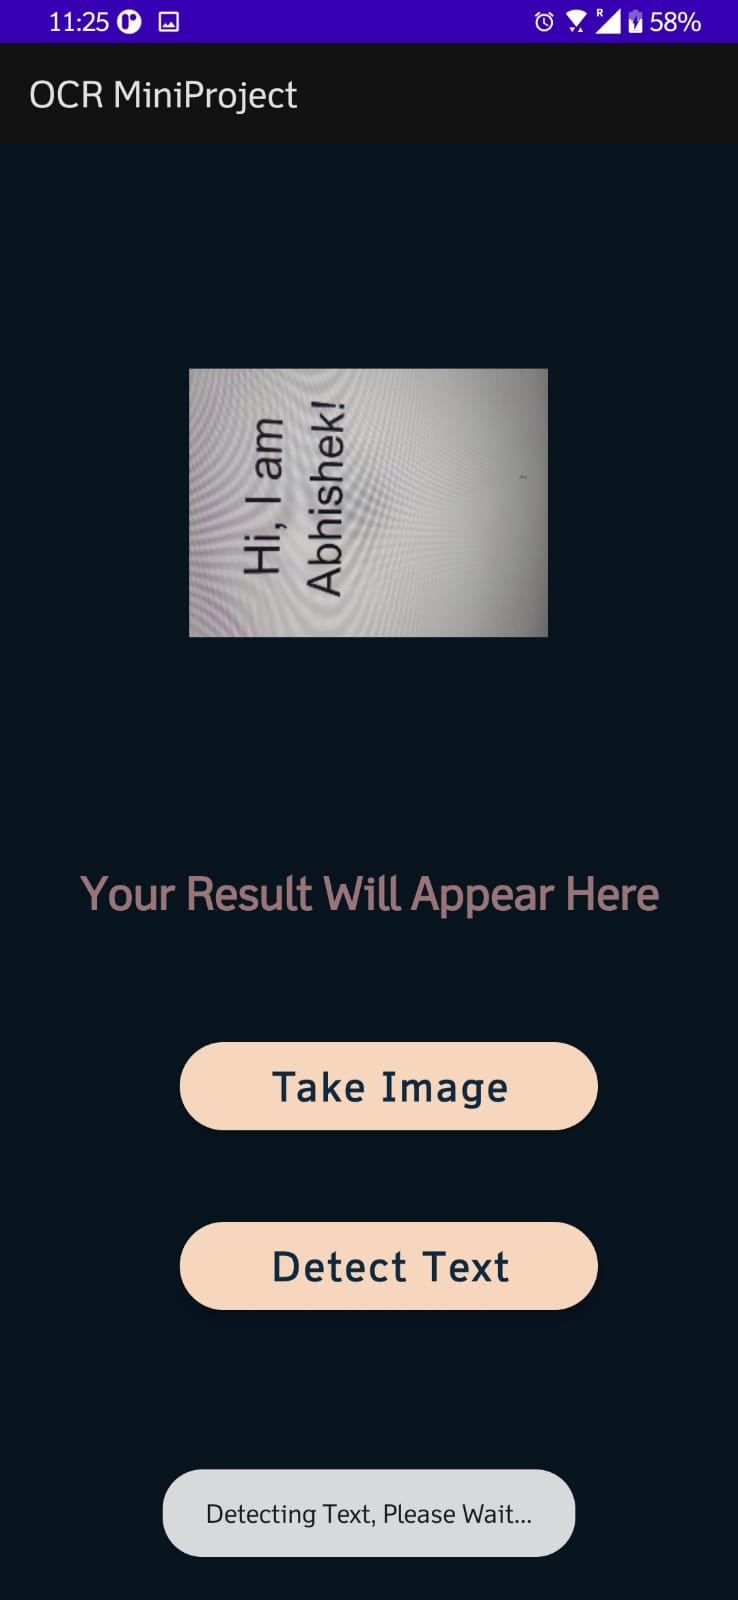 11:25
R
58%
OCR MiniProject
Hi, I am
Abhishek!
Your Result Will Appear Here
Take Image
Detect Text
Detecting Text, Please Wait...